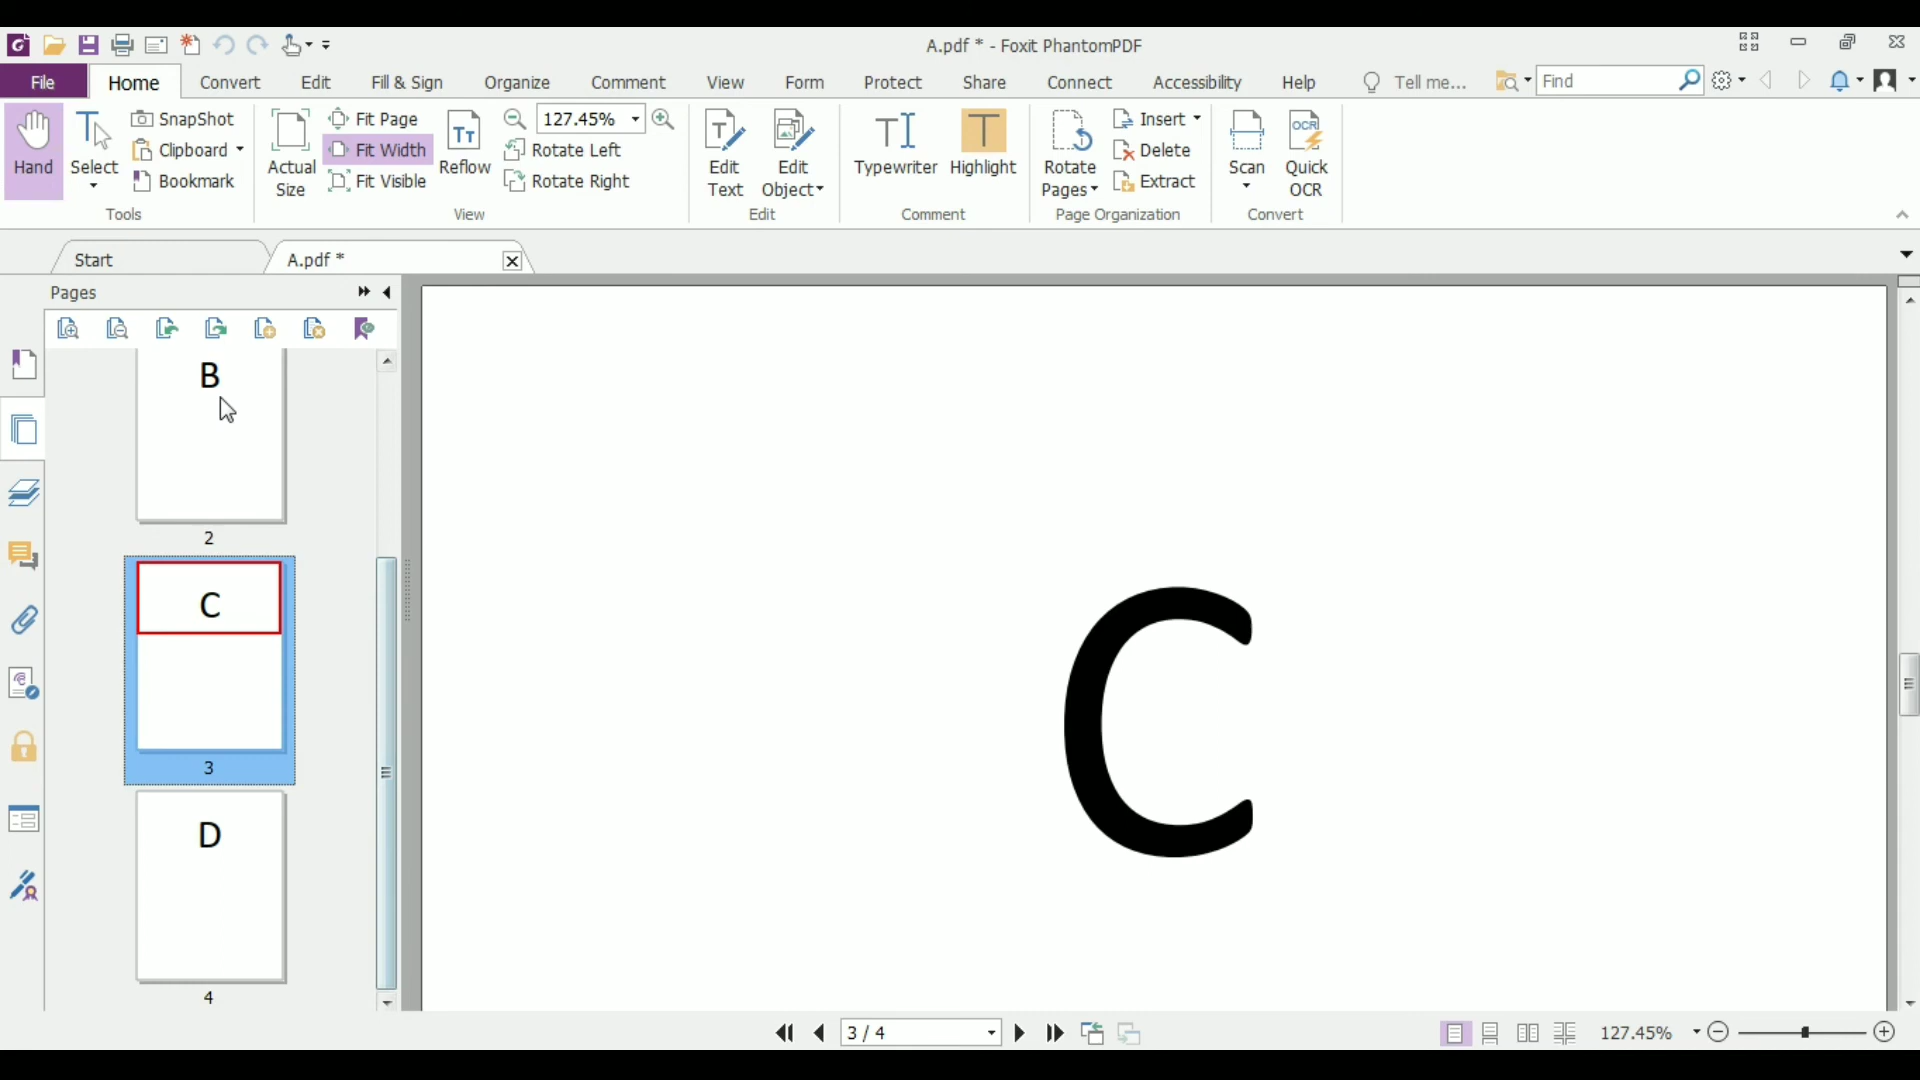 A.pdf * - Foxit PhantomPDF
File Home Convert Edit Fill & Sign Organize Comment View Form Protect Share Connect Accessibility Help Tell me... Find
Hand
Select
SnapShot
Clipboard
Bookmark
Tools
Actual Size
Fit Page
Fit Width
Fit Visible
Reflow
127.45%
Rotate Left
Rotate Right
View
Edit Text
Edit Object
Edit
Typewriter
Highlight
Comment
Rotate Pages
Insert
Delete
Extract
Page Organization
Scan
Quick OCR
Convert
Start
A.pdf *
Pages
B
2
C
3
D
4
C
3 / 4
127.45%